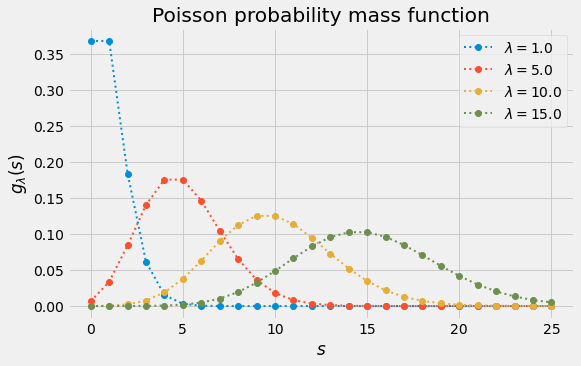 Poisson probability mass function
g_λ(s)
0.35
0.30
0.25
0.20
0.15
0.10
0.05
0.00
λ = 1.0
λ = 5.0
λ = 10.0
λ = 15.0
0 5 10 15 20 25
s